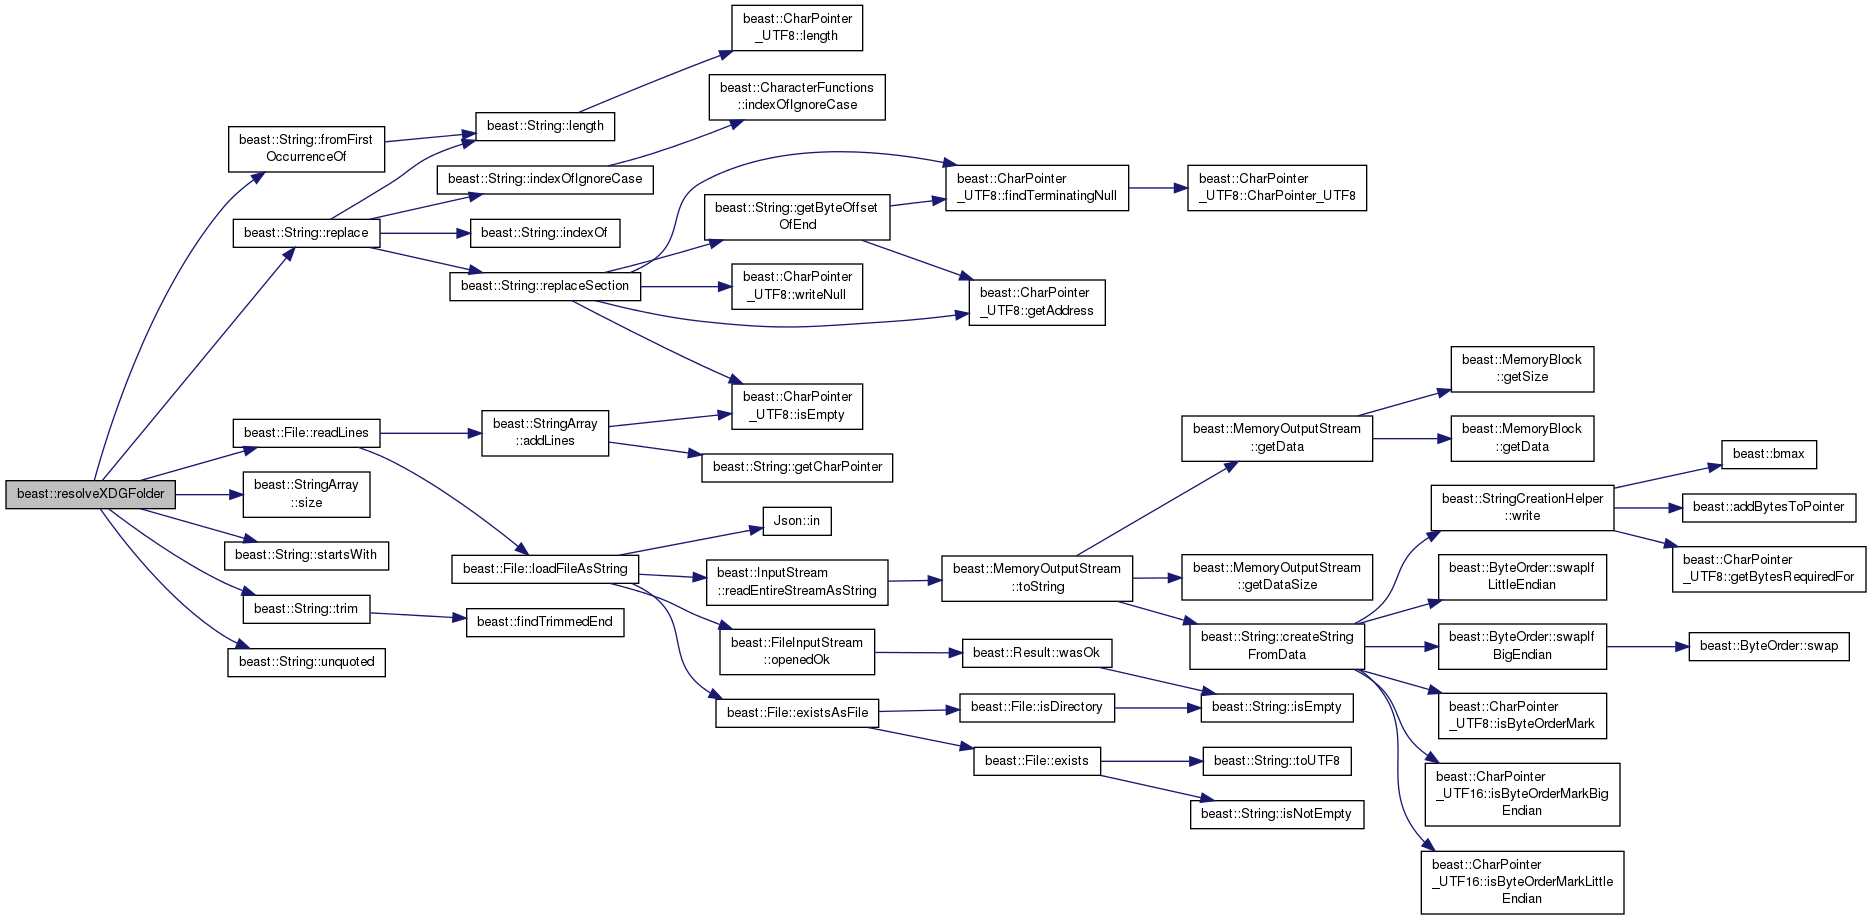 beast::resolveXDGFolder
beast::String::fromFirst
OccurrenceOf
beast::String::replace
beast::File::readLines
beast::StringArray
::size
beast::String::startsWith
beast::String::trim
beast::String::unquoted
beast::String::length
beast::String::indexOfIgnoreCase
beast::String::indexOf
beast::String::replaceSection
beast::StringArray
::addLines
beast::File::loadFileAsString
beast::findTrimmedEnd
beast::CharPointer
_UTF8::length
beast::CharacterFunctions
::indexOfIgnoreCase
beast::String::getByteOffset
OfEnd
beast::CharPointer
_UTF8::writeNull
beast::CharPointer
_UTF8::isEmpty
beast::String::getCharPointer
Json::in
beast::InputStream
::readEntireStreamAsString
beast::FileInputStream
::openedOk
beast::File::existsAsFile
beast::CharPointer
_UTF8::findTerminatingNull
beast::CharPointer
_UTF8::getAddress
beast::MemoryOutputStream
::toString
beast::Result::wasOk
beast::File::isDirectory
beast::File::exists
beast::CharPointer
_UTF8::CharPointer_UTF8
beast::MemoryOutputStream
::getData
beast::MemoryOutputStream
::getDataSize
beast::String::createString
FromData
beast::String::isEmpty
beast::String::toUTF8
beast::String::isNotEmpty
beast::MemoryBlock
::getSize
beast::MemoryBlock
::getData
beast::StringCreationHelper
::write
beast::ByteOrder::swapIf
LittleEndian
beast::ByteOrder::swapIf
BigEndian
beast::CharPointer
_UTF8::isByteOrderMark
beast::CharPointer
_UTF16::isByteOrderMarkBig
Endian
beast::CharPointer
_UTF16::isByteOrderMarkLittle
Endian
beast::bmax
beast::addBytesToPointer
beast::CharPointer
_UTF8::getBytesRequiredFor
beast::ByteOrder::swap